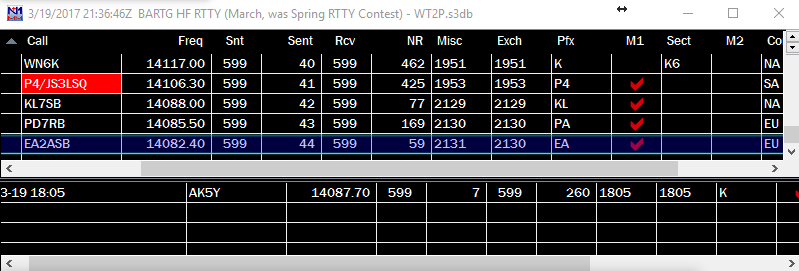 3/19/2017 21:36:46Z BARTG HF RTTY (March, was Spring RTTY Contest) - WT2P.s3db
Call Freq Snt Sent Rcv NR Misc Exch Pfx M1 Sect M2 Co
WN6K 14117.00 599 40 599 462 1951 1951 K K6 NA
P4/JS3LSQ 14106.30 599 41 599 425 1953 1953 P4 SA
KL7SB 14088.00 599 42 599 77 2129 2129 KL NA
PD7RB 14085.50 599 43 599 169 2130 2130 PA EU
EA2ASB 14082.40 599 44 599 59 2131 2130 EA EU
3-19 18:05 AK5Y 14087.70 599 7 599 260 1805 1805 K